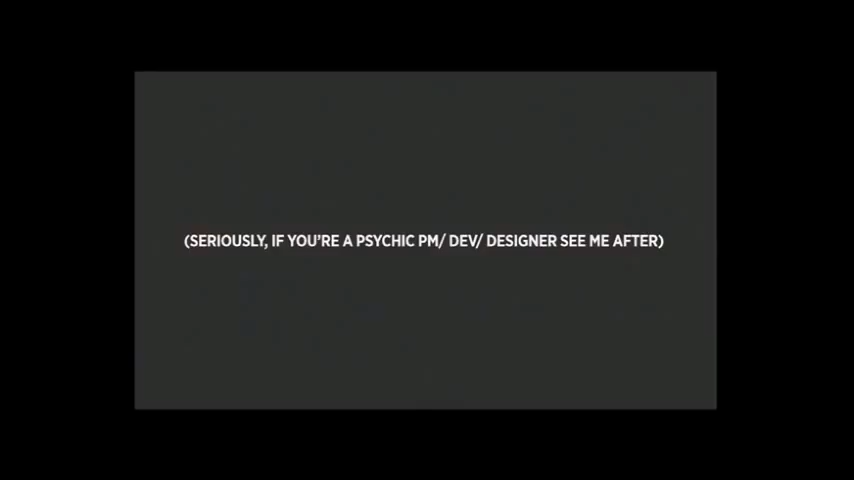 (SERIOUSLY, IF YOU’RE A PSYCHIC PM/ DEV/ DESIGNER SEE ME AFTER)